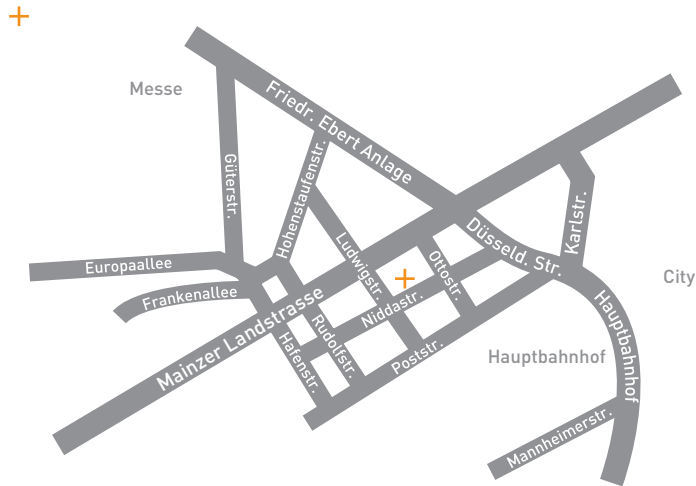 Messe
Friedr. Ebert Anlage
Güterstr.
Hohenstaufenstr.
Ludwigstr.
Ottostr.
Düsseld. Str.
Karlstr.
City
Europaallee
Frankenallee
Mainzer Landstrasse
Niddastr.
Rudolfstr.
Hafenstr.
Poststr.
Hauptbahnhof
Hauptbahnhof
Mannheimerstr.